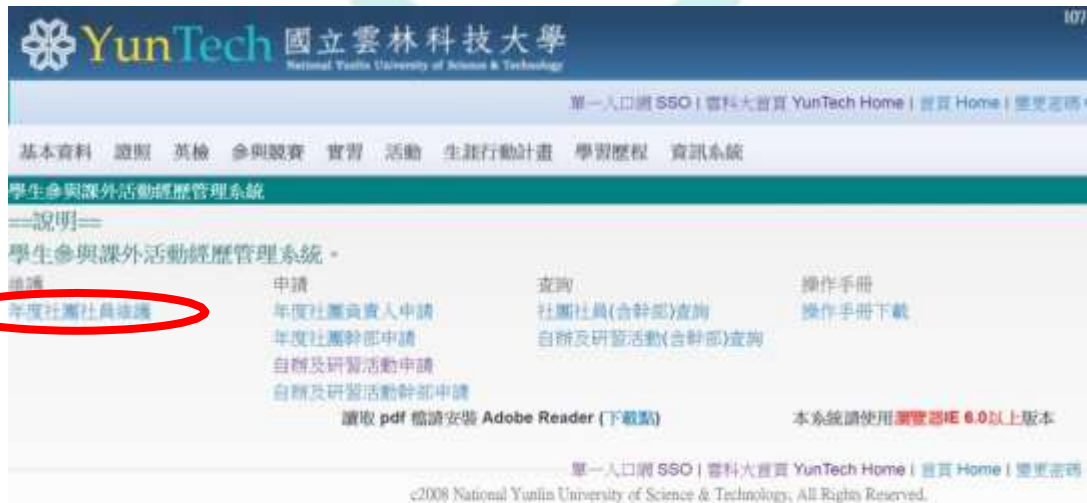 107
YunTech 國立雲林科技大學
National Yunlin University of Science & Technology
單一入口網 SSO | 雲科大首頁 YunTech Home | 首頁 Home | 變更密碼
基本資料 證照 英檢 參與競賽 實習 活動 生涯行動計畫 學習歷程 資訊系統
學生參與課外活動經歷管理系統
==說明==
學生參與課外活動經歷管理系統。
維護 申請 查詢 操作手冊
年度社團社員維護 年度社團負責人申請 社團社員(含幹部)查詢 操作手冊下載
年度社團幹部申請 自辦及研習活動(含幹部)查詢
自辦及研習活動申請
自辦及研習活動幹部申請
讀取 pdf 檔請安裝 Adobe Reader (下載點) 本系統請使用瀏覽器IE 6.0以上版本
單一入口網 SSO | 雲科大首頁 YunTech Home | 首頁 Home | 變更密碼
c2008 National Yunlin University of Science & Technology, All Rights Reserved.